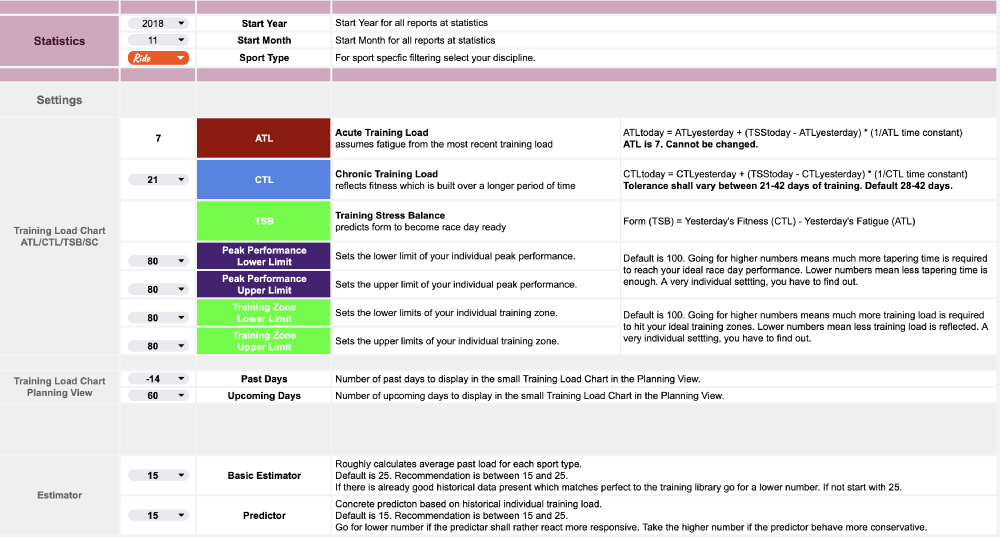 Statistics
2018
Start Year
Start Year for all reports at statistics
11
Start Month
Start Month for all reports at statistics
Ride
Sport Type
For sport specfic filtering select your discipline.
Settings
Training Load Chart
ATL/CTL/TSB/SC
7
ATL
Acute Training Load
assumes fatigue from the most recent training load
ATLtoday = ATLyesterday + (TSStoday - ATLyesterday) * (1/ATL time constant)
ATL is 7. Cannot be changed.
21
CTL
Chronic Training Load
reflects fitness which is built over a longer period of time
CTLtoday = CTLyesterday + (TSStoday - CTLyesterday) * (1/CTL time constant)
Tolerance shall vary between 21-42 days of training. Default 28-42 days.
TSB
Training Stress Balance
predicts form to become race day ready
Form (TSB) = Yesterday's Fitness (CTL) - Yesterday's Fatigue (ATL)
80
Peak Performance
Lower Limit
Sets the lower limit of your individual peak performance.
Default is 100. Going for higher numbers means much more tapering time is required
to reach your ideal race day performance. Lower numbers mean less tapering time is
enough. A very individual settting, you have to find out.
80
Peak Performance
Upper Limit
Sets the upper limit of your individual peak performance.
80
Training Zone
Lower Limit
Sets the lower limits of your individual training zone.
Default is 100. Going for higher numbers means much more training load is required
to hit your ideal training zones. Lower numbers mean less training load is reflected. A
very individual settting, you have to find out.
80
Training Zone
Upper Limit
Sets the upper limits of your individual training zone.
Training Load Chart
Planning View
-14
Past Days
Number of past days to display in the small Training Load Chart in the Planning View.
60
Upcoming Days
Number of upcoming days to display in the small Training Load Chart in the Planning View.
Estimator
15
Basic Estimator
Roughly calculates average past load for each sport type.
Default is 25. Recommendation is between 15 and 25.
If there is already good historical data present which matches perfect to the training library go for a lower number. If not start with 25.
15
Predictor
Concrete predicton based on historical individual training load.
Default is 15. Recommendation is between 15 and 25.
Go for lower number if the predictar shall rather react more responsive. Take the higher number if the predictor behave more conservative.